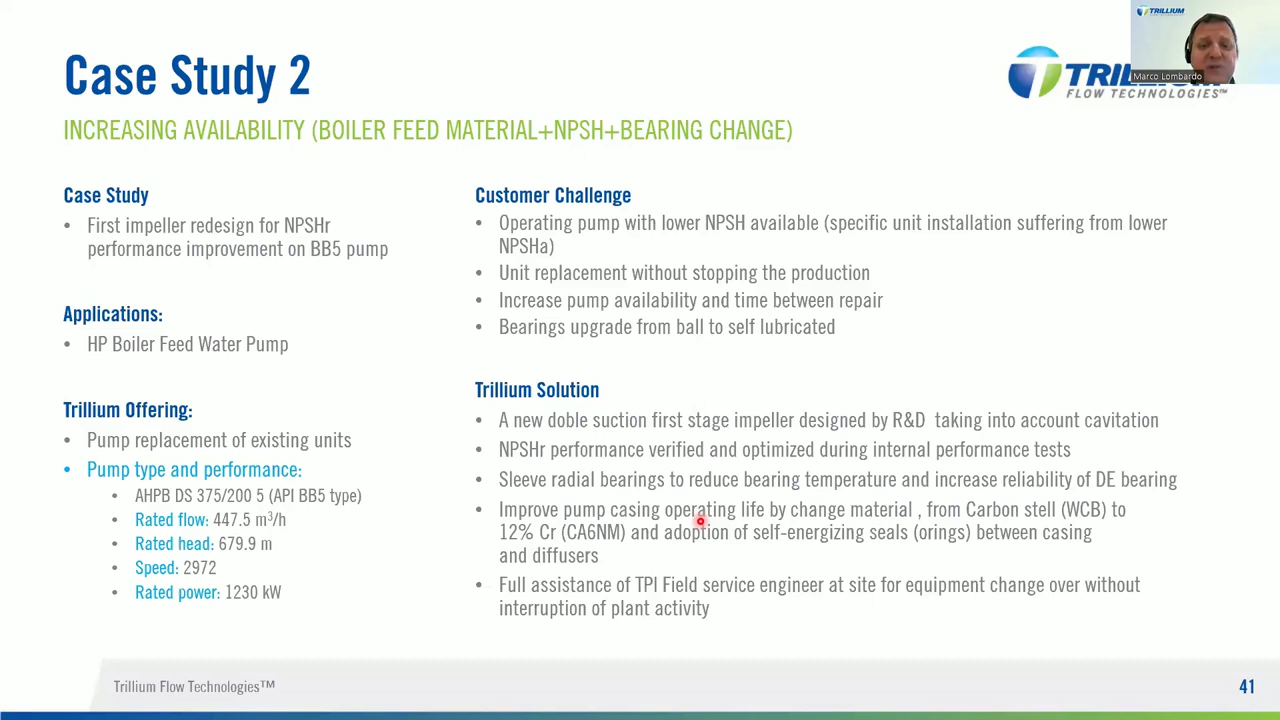 TRILLIUM
Marco Lombardo
Case Study 2
TRILLIUM
FLOW TECHNOLOGIES™
INCREASING AVAILABILITY (BOILER FEED MATERIAL+NPSH+BEARING CHANGE)
Case Study
• First impeller redesign for NPSHr
performance improvement on BB5 pump
Applications:
• HP Boiler Feed Water Pump
Trillium Offering:
• Pump replacement of existing units
• Pump type and performance:
• AHPB DS 375/200 5 (API BB5 type)
• Rated flow: 447.5 m³/h
• Rated head: 679.9 m
• Speed: 2972
• Rated power: 1230 kW
Customer Challenge
• Operating pump with lower NPSH available (specific unit installation suffering from lower
NPSHa)
• Unit replacement without stopping the production
• Increase pump availability and time between repair
• Bearings upgrade from ball to self lubricated
Trillium Solution
• A new doble suction first stage impeller designed by R&D taking into account cavitation
• NPSHr performance verified and optimized during internal performance tests
• Sleeve radial bearings to reduce bearing temperature and increase reliability of DE bearing
• Improve pump casing operating life by change material , from Carbon stell (WCB) to
12% Cr (CA6NM) and adoption of self-energizing seals (orings) between casing
and diffusers
• Full assistance of TPI Field service engineer at site for equipment change over without
interruption of plant activity
Trillium Flow Technologies™
41